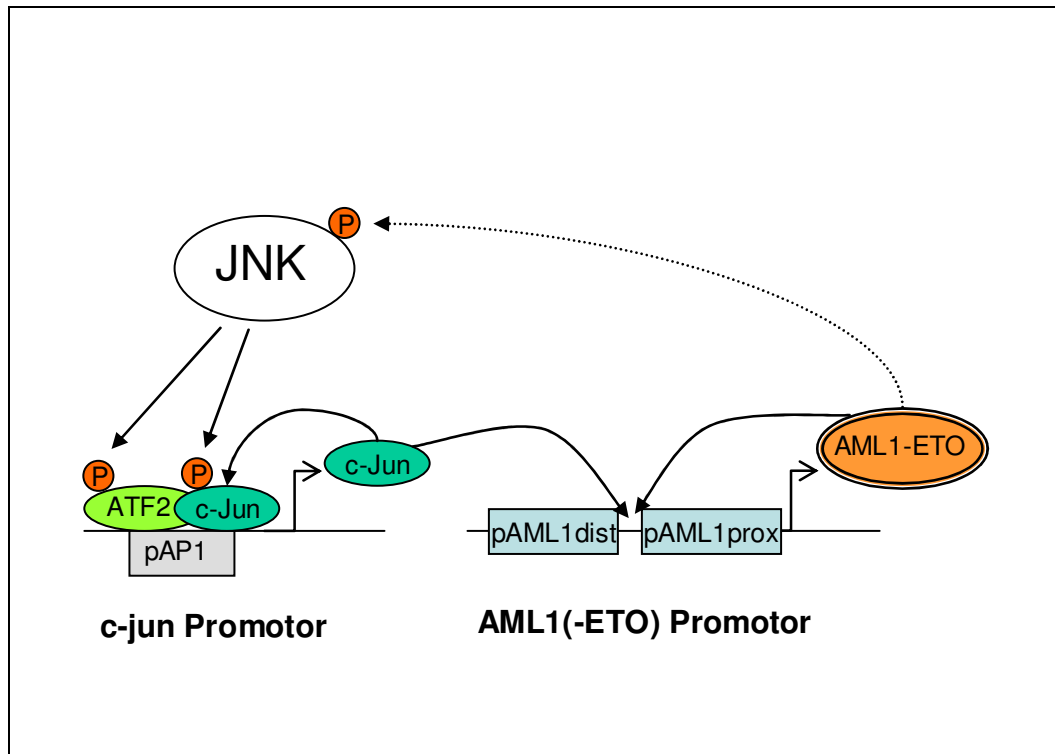 P
JNK
P
P
c-Jun
AML1-ETO
ATF2
c-Jun
pAP1
pAML1dist
pAML1prox
c-jun Promotor
AML1(-ETO) Promotor